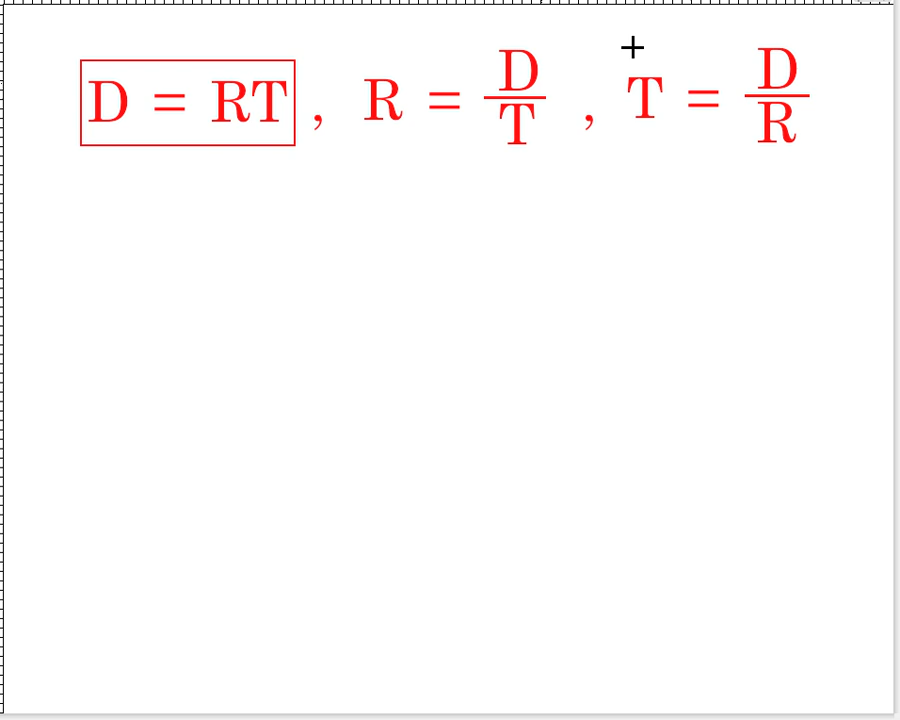 D = RT , R = D/T , T = D/R